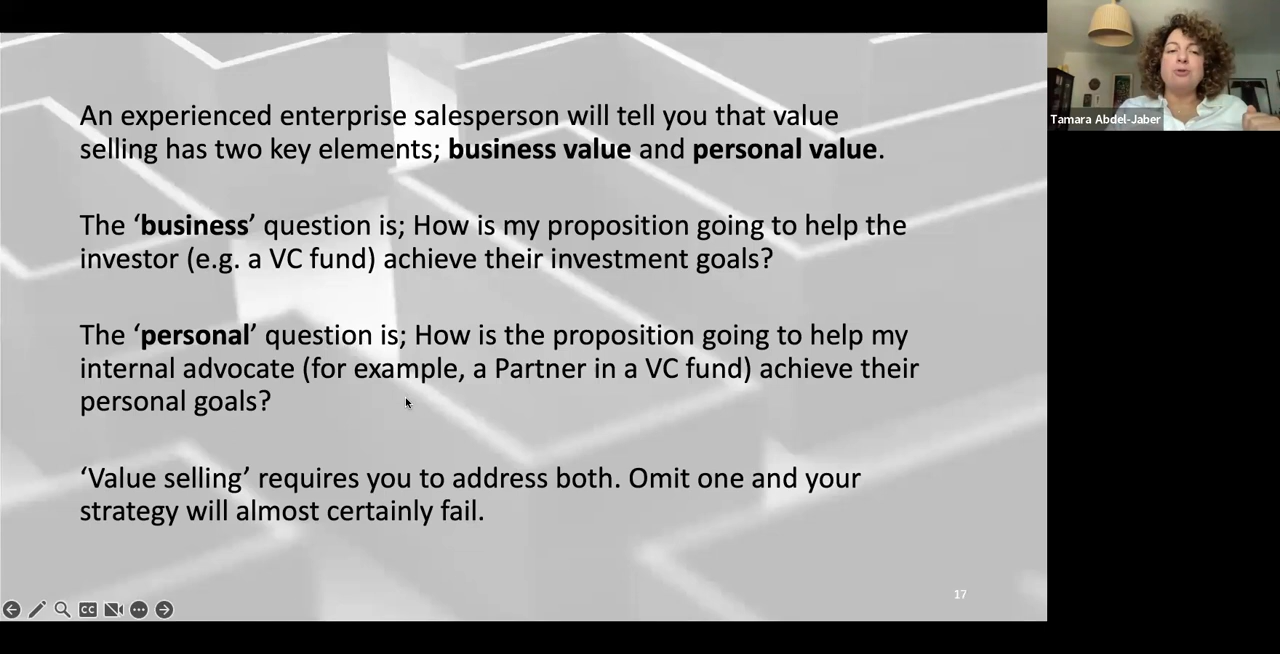 An experienced enterprise salesperson will tell you that value
selling has two key elements; business value and personal value.
The ‘business’ question is; How is my proposition going to help the
investor (e.g. a VC fund) achieve their investment goals?
The ‘personal’ question is; How is the proposition going to help my
internal advocate (for example, a Partner in a VC fund) achieve their
personal goals?
‘Value selling’ requires you to address both. Omit one and your
strategy will almost certainly fail.
17
CC
Tamara Abdel-Jaber